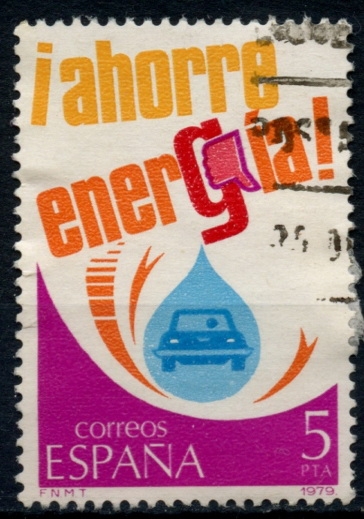 ¡ahorre
energía!
correos
ESPAÑA
5
PTA
FNMT
1979